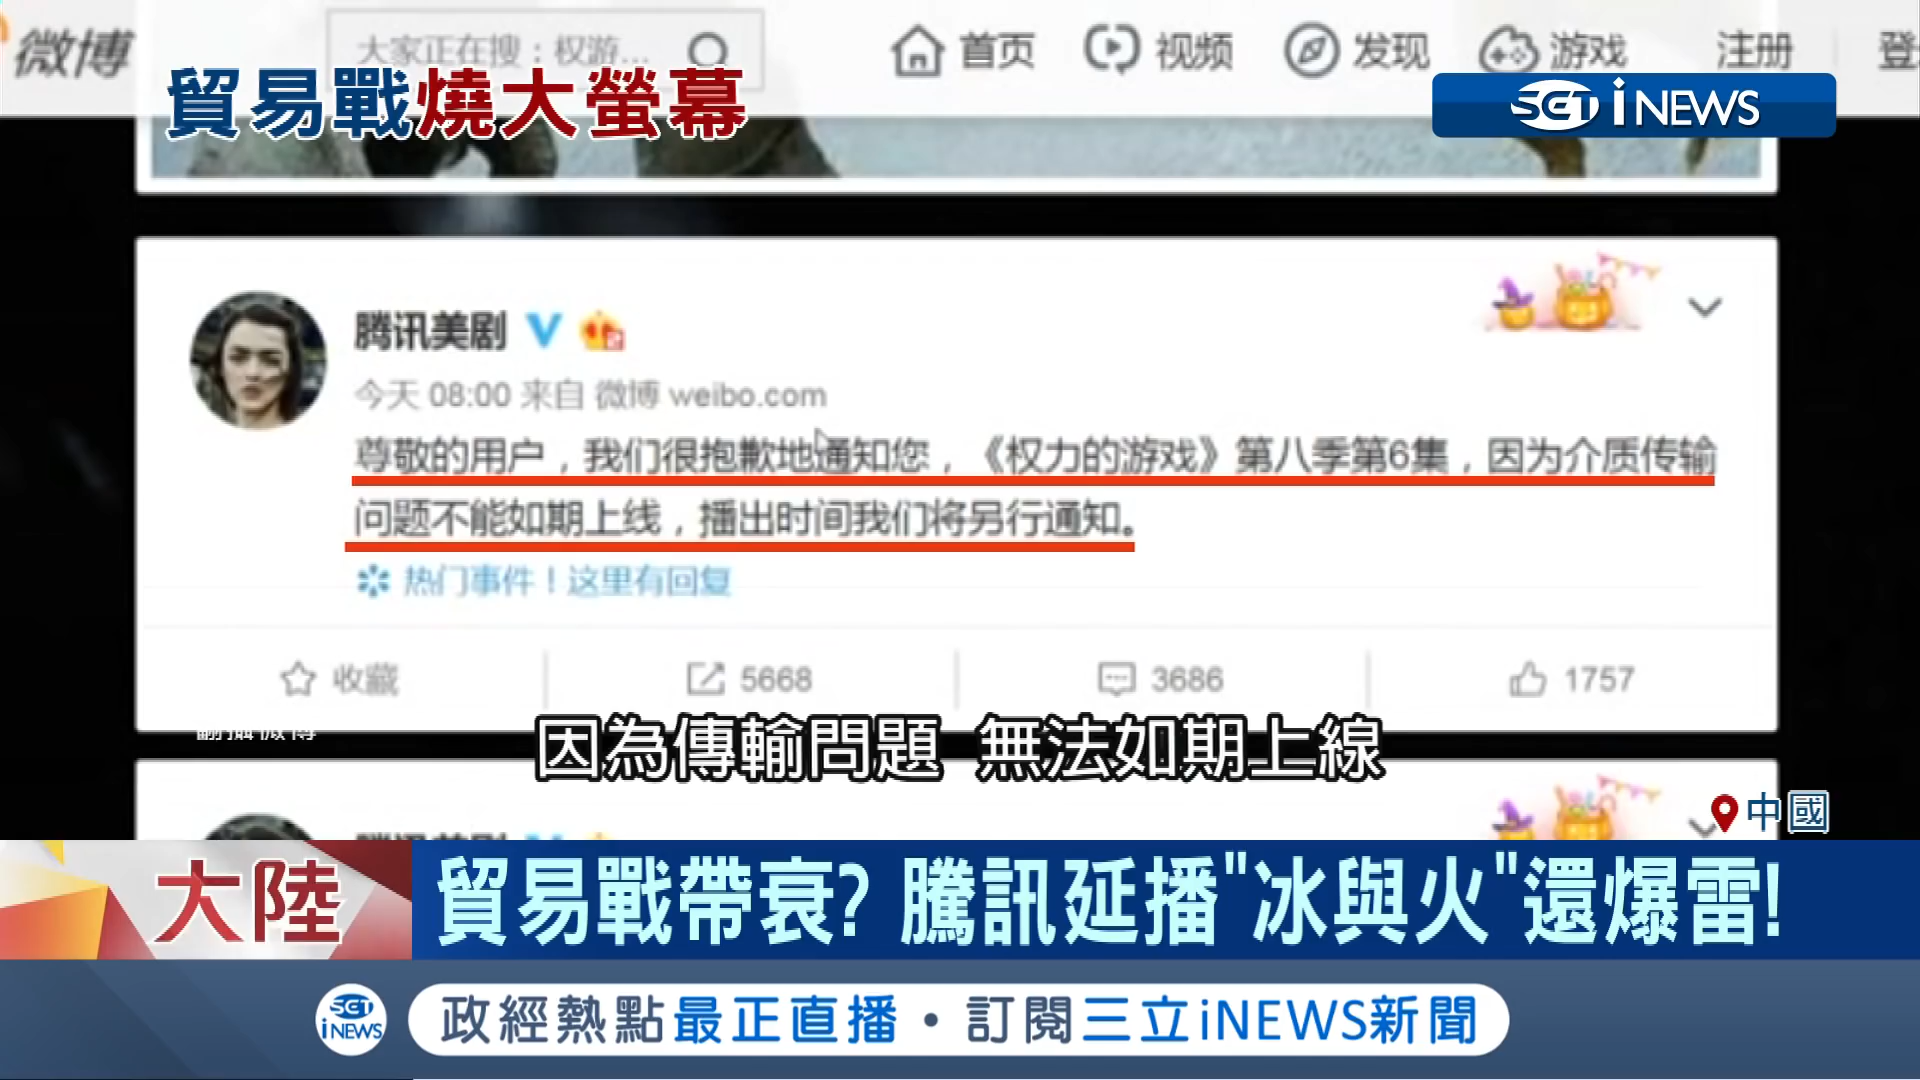 微博
大家正在搜：权游...
首页
视频
发现
游戏
注册
登
貿易戰燒大螢幕
SET iNEWS
腾讯美剧
今天 08:00 来自 微博 weibo.com
尊敬的用户，我们很抱歉地通知您，《权力的游戏》第八季第6集，因为介质传输
问题不能如期上线，播出时间我们将另行通知。
热门事件！这里有回复
收藏
5668
3686
1757
翻攝微博
因為傳輸問題 無法如期上線
中國
大陸
貿易戰帶衰? 騰訊延播"冰與火"還爆雷!
SET iNEWS
政經熱點最正直播·訂閱三立iNEWS新聞